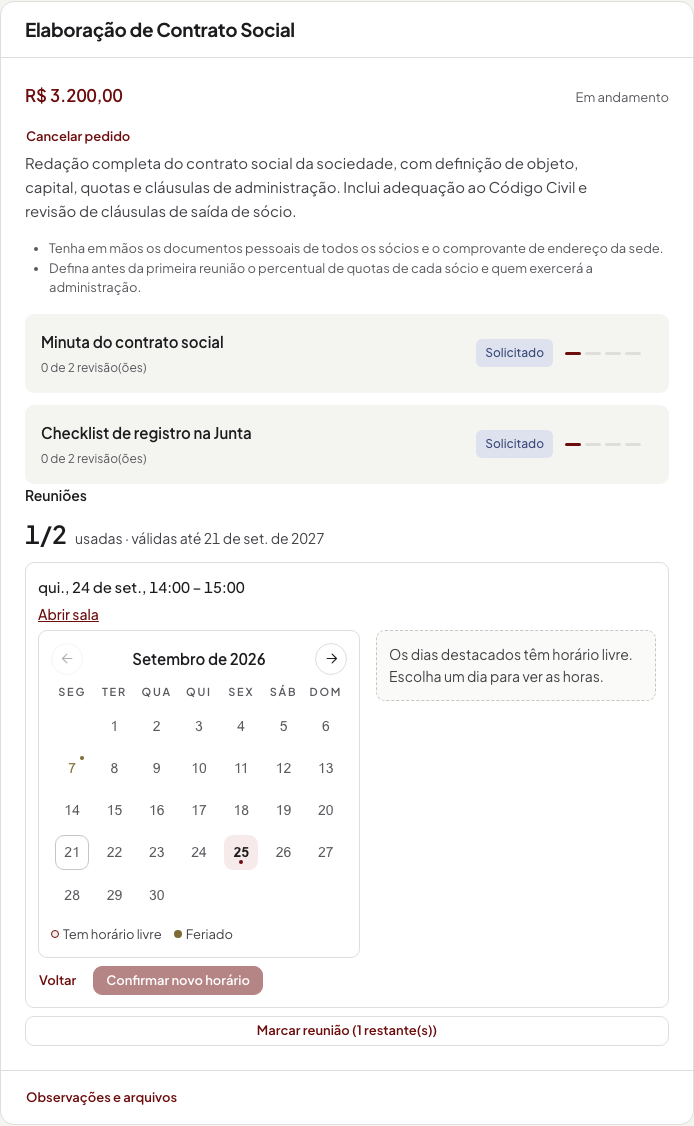 Elaboração de Contrato Social
R$ 3.200,00
Em andamento
Cancelar pedido
Redação completa do contrato social da sociedade, com definição de objeto,
capital, quotas e cláusulas de administração. Inclui adequação ao Código Civil e
revisão de cláusulas de saída de sócio.
Tenha em mãos os documentos pessoais de todos os sócios e o comprovante de endereço da sede.
Defina antes da primeira reunião o percentual de quotas de cada sócio e quem exercerá a
administração.
Minuta do contrato social
0 de 2 revisão(ões)
Solicitado
Checklist de registro na Junta
0 de 2 revisão(ões)
Solicitado
Reuniões
1/2 usadas · válidas até 21 de set. de 2027
qui., 24 de set., 14:00 – 15:00
Abrir sala
← Setembro de 2026 →
SEG TER QUA QUI SEX SÁB DOM
1 2 3 4 5 6
7 8 9 10 11 12 13
14 15 16 17 18 19 20
21 22 23 24 25 26 27
28 29 30
Tem horário livre Feriado
Os dias destacados têm horário livre.
Escolha um dia para ver as horas.
Voltar Confirmar novo horário
Marcar reunião (1 restante(s))
Observações e arquivos